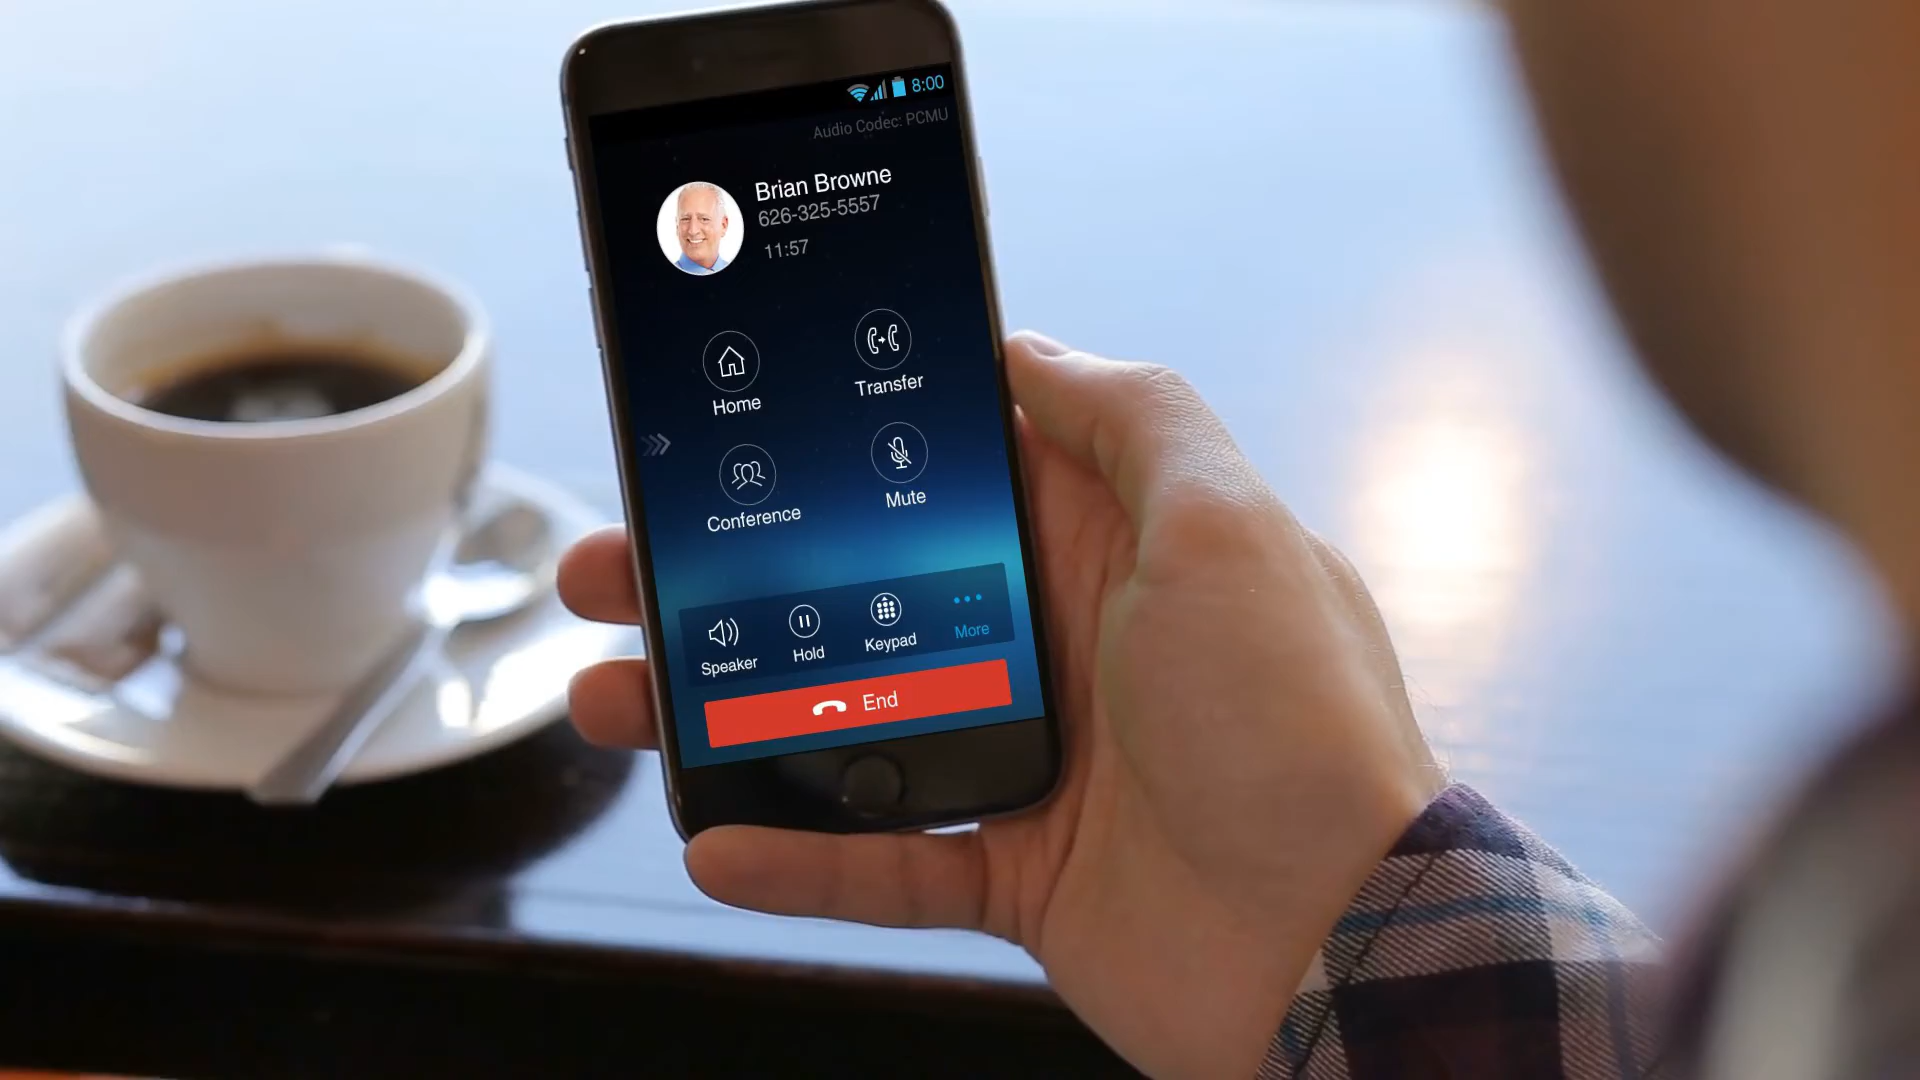 8:00
Audio Codec: PCMU
Brian Browne
626-325-5557
11:57
Home
Transfer
Conference
Mute
Speaker
Hold
Keypad
More
End